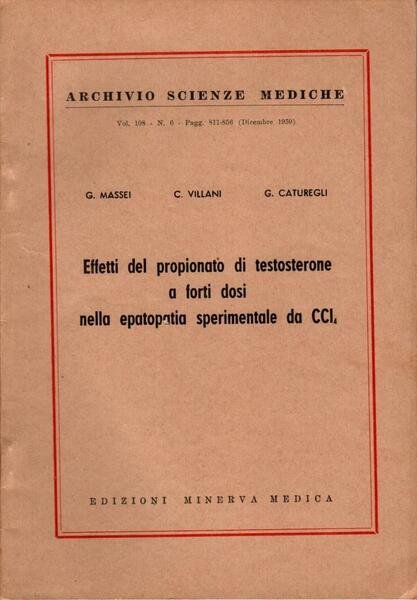 ARCHIVIO SCIENZE MEDICHE
Vol. 108 - N. 6 - Pagg. 811-856 (Dicembre 1959)
G. MASSEI C. VILLANI G. CATUREGLI
Effetti del propionato di testosterone
a forti dosi
nella epatopatia sperimentale da CCl₄
EDIZIONI MINERVA MEDICA